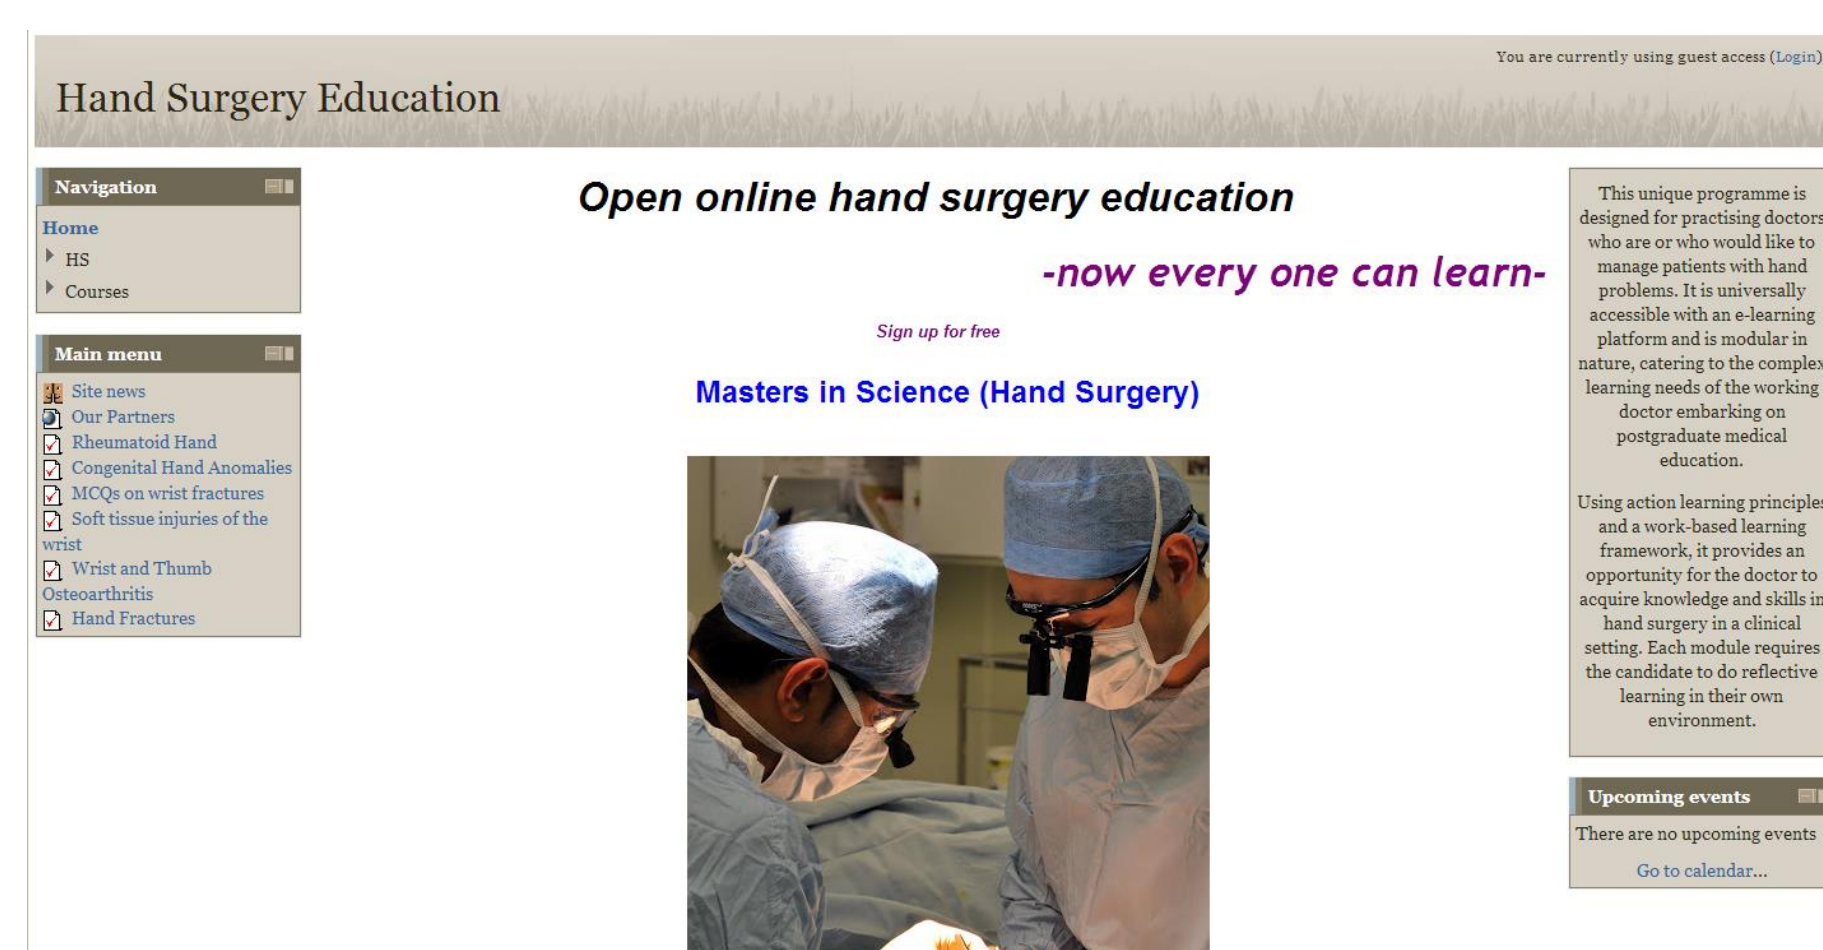 You are currently using guest access (Login)
Hand Surgery Education
Navigation
Home
HS
Courses
Main menu
Site news
Our Partners
Rheumatoid Hand
Congenital Hand Anomalies
MCQs on wrist fractures
Soft tissue injuries of the
wrist
Wrist and Thumb
Osteoarthritis
Hand Fractures
Open online hand surgery education
-now every one can learn-
Sign up for free
Masters in Science (Hand Surgery)
This unique programme is
designed for practising doctors
who are or who would like to
manage patients with hand
problems. It is universally
accessible with an e-learning
platform and is modular in
nature, catering to the complex
learning needs of the working
doctor embarking on
postgraduate medical
education.
Using action learning principles
and a work-based learning
framework, it provides an
opportunity for the doctor to
acquire knowledge and skills in
hand surgery in a clinical
setting. Each module requires
the candidate to do reflective
learning in their own
environment.
Upcoming events
There are no upcoming events
Go to calendar...